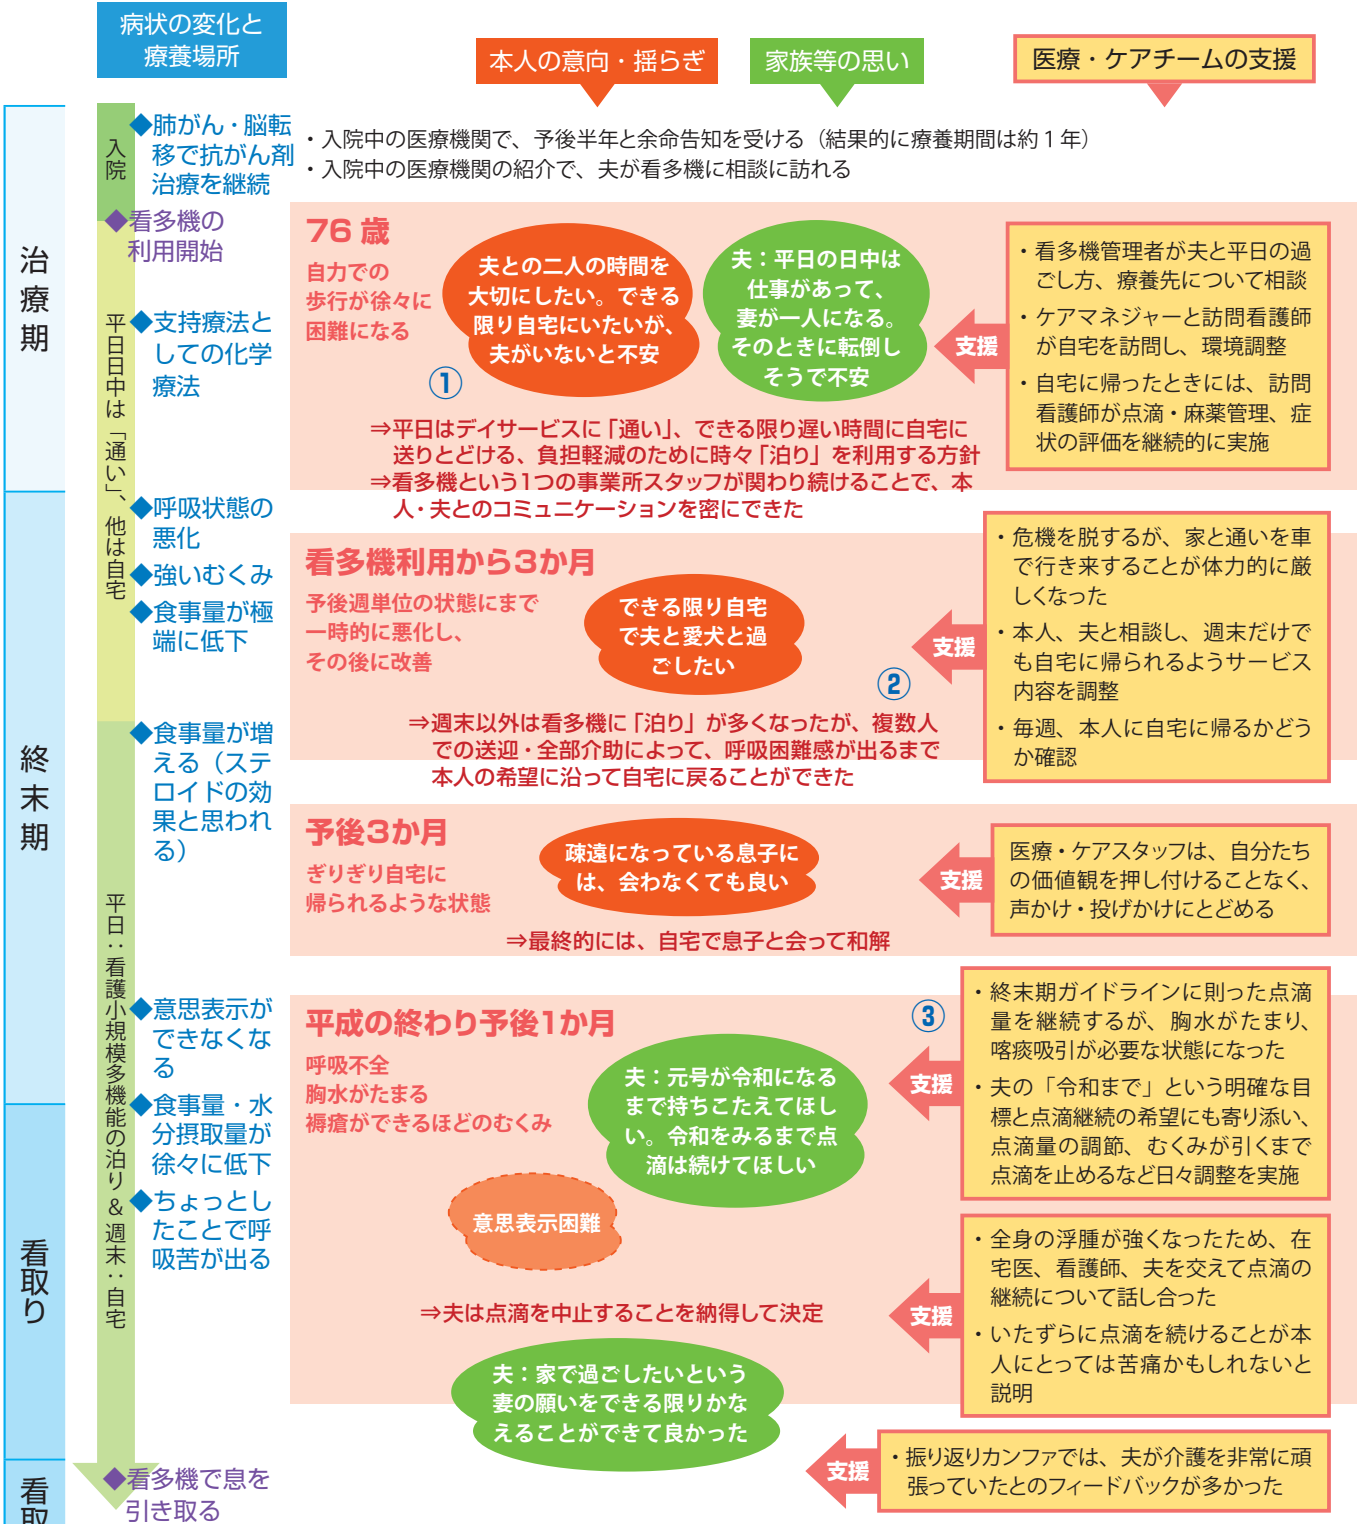 病状の変化と
療養場所
本人の意向・揺らぎ
家族等の思い
医療・ケアチームの支援
治療期
入院
◆肺がん・脳転
移で抗がん剤
治療を継続
・入院中の医療機関で、予後半年と余命告知を受ける（結果的に療養期間は約１年）
・入院中の医療機関の紹介で、夫が看多機に相談に訪れる
◆看多機の
利用開始
平日日中は「通い」、他は自宅
◆支持療法と
しての化学
療法
76 歳
自力での
歩行が徐々に
困難になる
夫との二人の時間を
大切にしたい。できる
限り自宅にいたいが、
夫がいないと不安
①
夫：平日の日中は
仕事があって、
妻が一人になる。
そのときに転倒し
そうで不安
支援
・看多機管理者が夫と平日の過
ごし方、療養先について相談
・ケアマネジャーと訪問看護師
が自宅を訪問し、環境調整
・自宅に帰ったときには、訪問
看護師が点滴・麻薬管理、症
状の評価を継続的に実施
⇒平日はデイサービスに「通い」、できる限り遅い時間に自宅に
送りとどける、負担軽減のために時々「泊り」を利用する方針
⇒看多機という1つの事業所スタッフが関わり続けることで、本
人・夫とのコミュニケーションを密にできた
終末期
◆呼吸状態の
悪化
◆強いむくみ
◆食事量が極
端に低下
看多機利用から3か月
予後週単位の状態にまで
一時的に悪化し、
その後に改善
できる限り自宅
で夫と愛犬と過
ごしたい
②
支援
・危機を脱するが、家と通いを車
で行き来することが体力的に厳
しくなった
・本人、夫と相談し、週末だけで
も自宅に帰られるようサービス
内容を調整
・毎週、本人に自宅に帰るかどう
か確認
⇒週末以外は看多機に「泊り」が多くなったが、複数人
での送迎・全部介助によって、呼吸困難感が出るまで
本人の希望に沿って自宅に戻ることができた
◆食事量が増
える（ステ
ロイドの効
果と思われ
る）
平日：看護小規模多機能の泊り＆週末：自宅
予後3か月
ぎりぎり自宅に
帰られるような状態
疎遠になっている息子に
は、会わなくても良い
支援
医療・ケアスタッフは、自分たち
の価値観を押し付けることなく、
声かけ・投げかけにとどめる
⇒最終的には、自宅で息子と会って和解
◆意思表示が
できなくな
る
◆食事量・水
分摂取量が
徐々に低下
◆ちょっとし
たことで呼
吸苦が出る
平成の終わり予後1か月
呼吸不全
胸水がたまる
褥瘡ができるほどのむくみ
夫：元号が令和になる
まで持ちこたえてほし
い。令和をみるまで点
滴は続けてほしい
③
支援
・終末期ガイドラインに則った点滴
量を継続するが、胸水がたまり、
喀痰吸引が必要な状態になった
・夫の「令和まで」という明確な目
標と点滴継続の希望にも寄り添い、
点滴量の調節、むくみが引くまで
点滴を止めるなど日々調整を実施
看取り
意思表示困難
支援
・全身の浮腫が強くなったため、在
宅医、看護師、夫を交えて点滴の
継続について話し合った
・いたずらに点滴を続けることが本
人にとっては苦痛かもしれないと
説明
⇒夫は点滴を中止することを納得して決定
夫：家で過ごしたいという
妻の願いをできる限りかな
えることができて良かった
支援
・振り返りカンファでは、夫が介護を非常に頑
張っていたとのフィードバックが多かった
看取
◆看多機で息を
引き取る